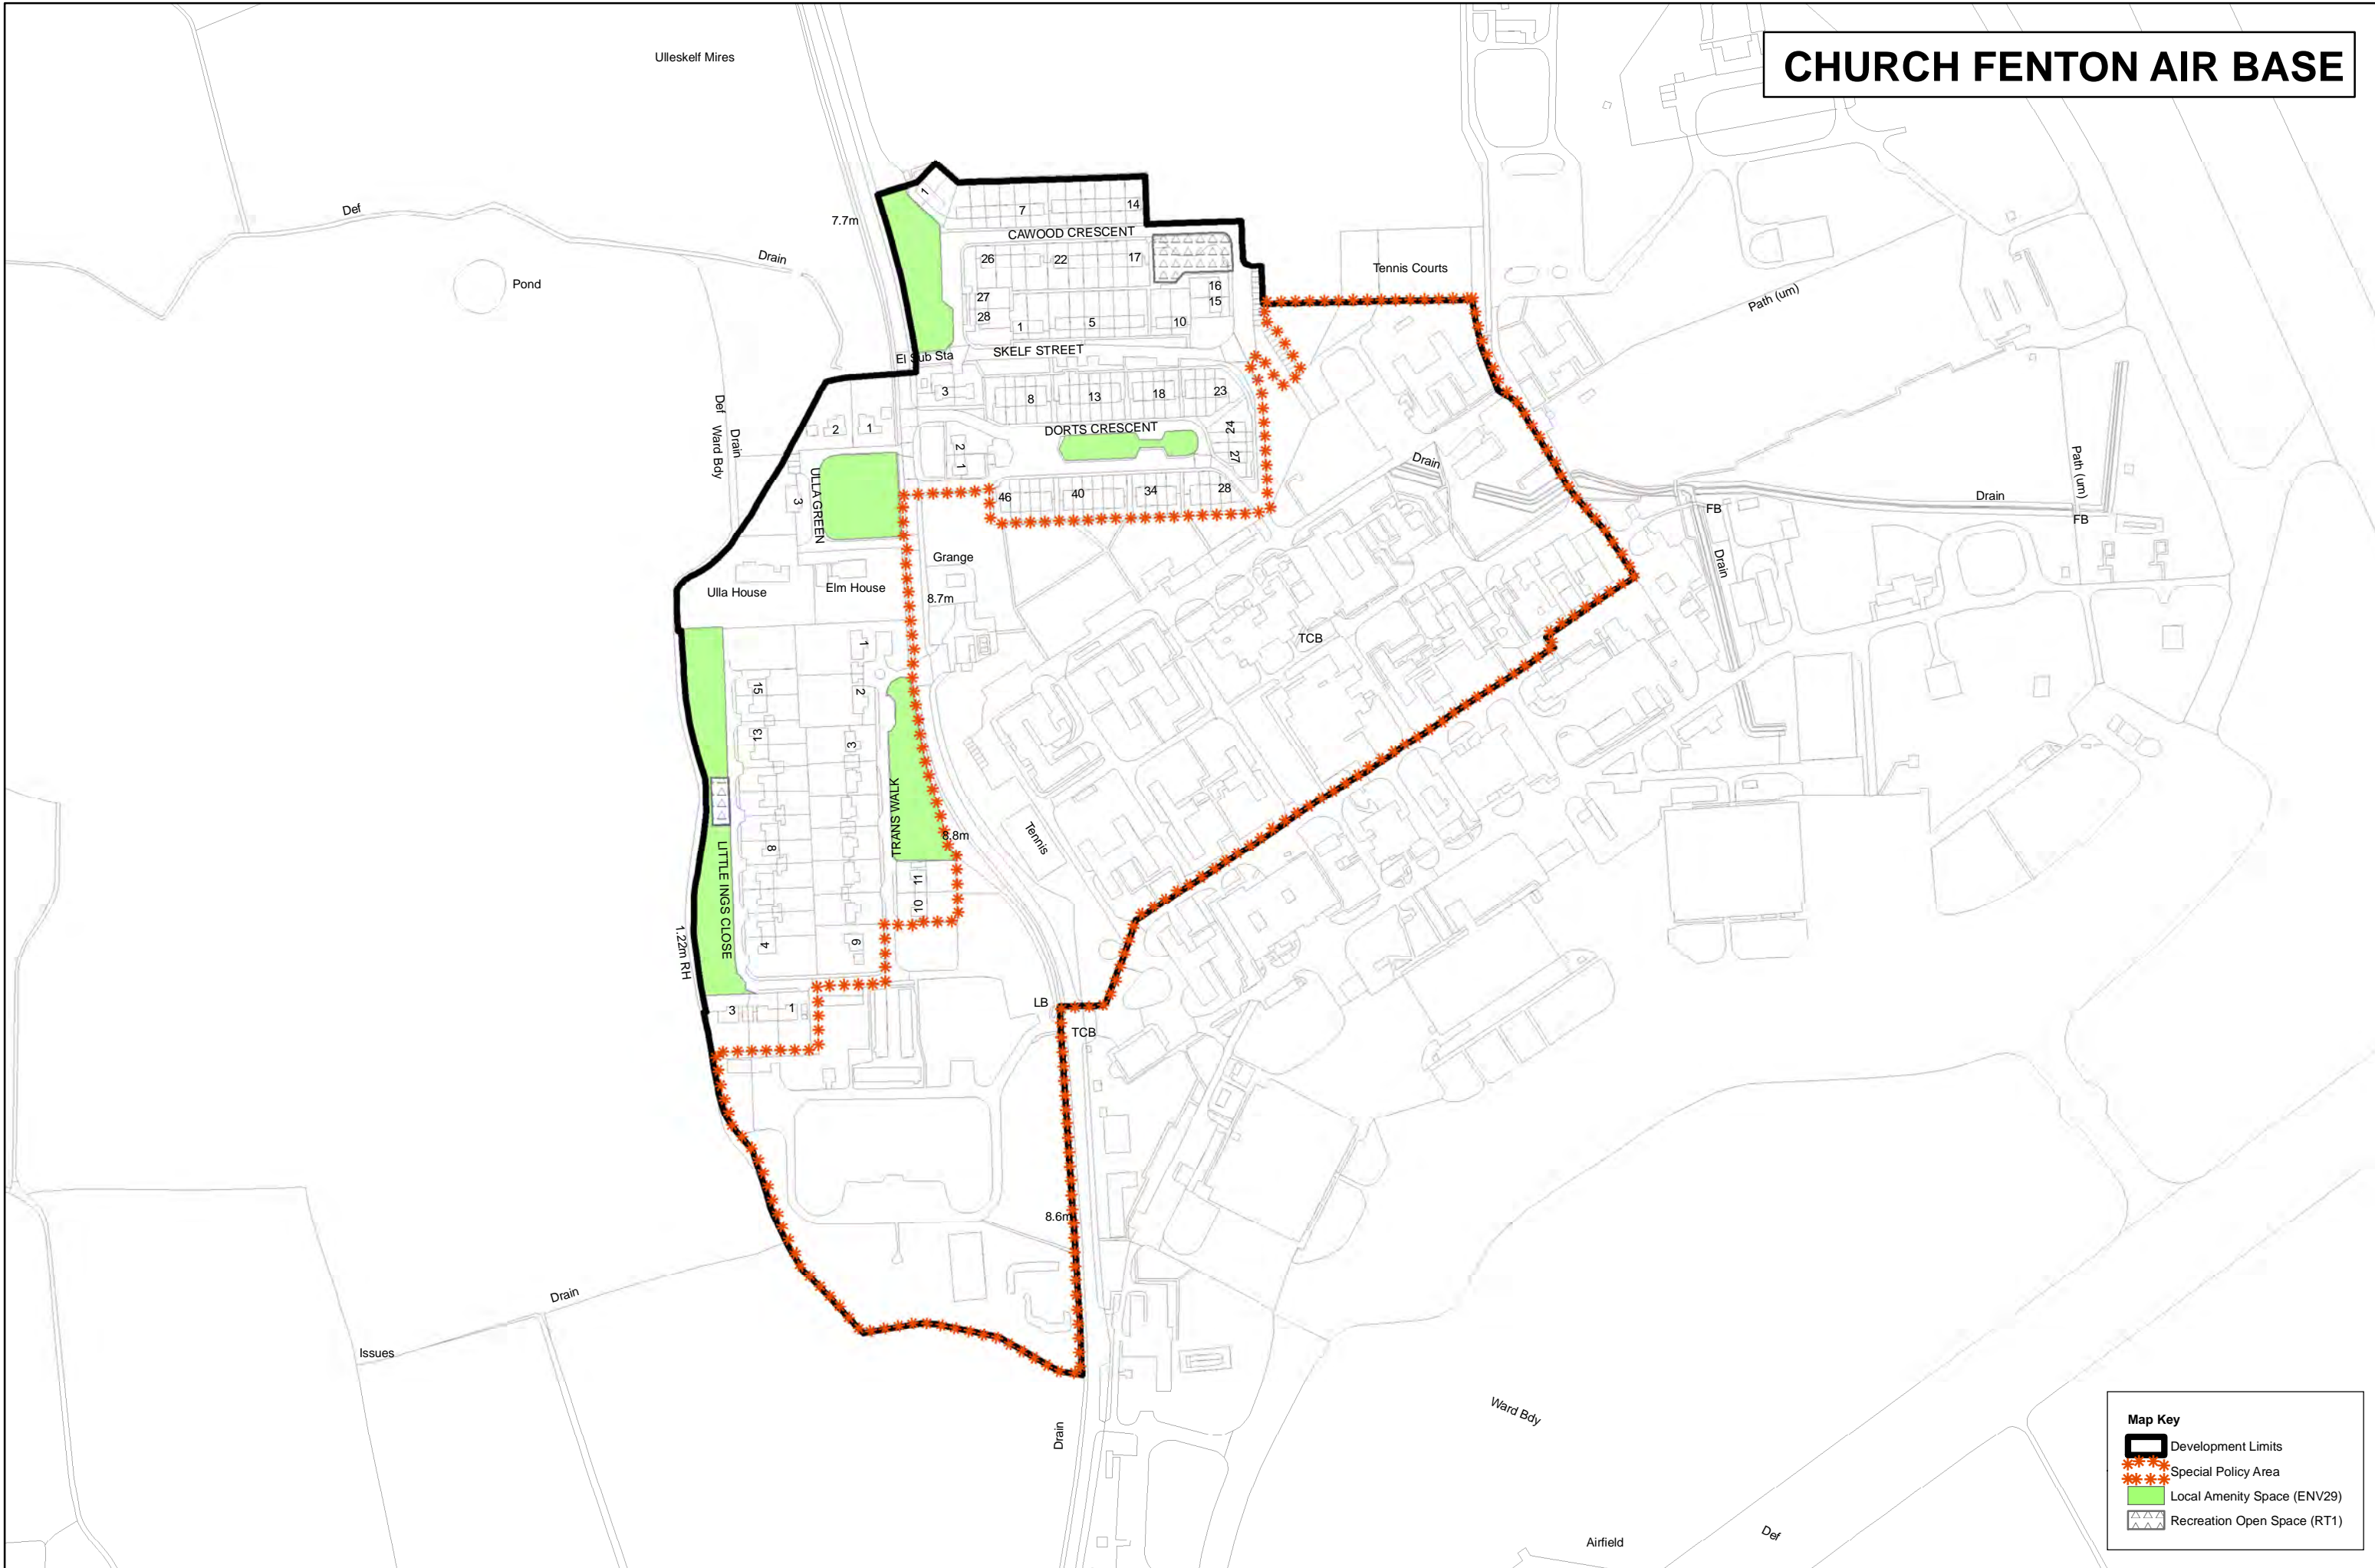 CHURCH FENTON AIR BASE
Ulleskelf Mires
1
7
14
Def
7.7m
CAWOOD CRESCENT
Drain
26
22
17
Tennis Courts
Pond
16
15
27
28
1
5
10
Path (um)
El Sub Sta
SKELF STREET
3
8
13
18
23
Def
Ward Bdy
Drain
2
1
DORTS CRESCENT
24
27
2
1
Drain
Path (um)
ULLA GREEN
3
46
40
34
28
Drain
FB
FB
Drain
Grange
Ulla House
Elm House
8.7m
TCB
1
15
2
13
3
TRANS WALK
8.8m
Tennis
8
LITTLE INGS CLOSE
11
10
4
9
1.22m RH
3
1
LB
TCB
8.6m
Drain
Issues
Drain
Ward Bdy
Airfield
Def
Map Key
Development Limits
Special Policy Area
Local Amenity Space (ENV29)
Recreation Open Space (RT1)